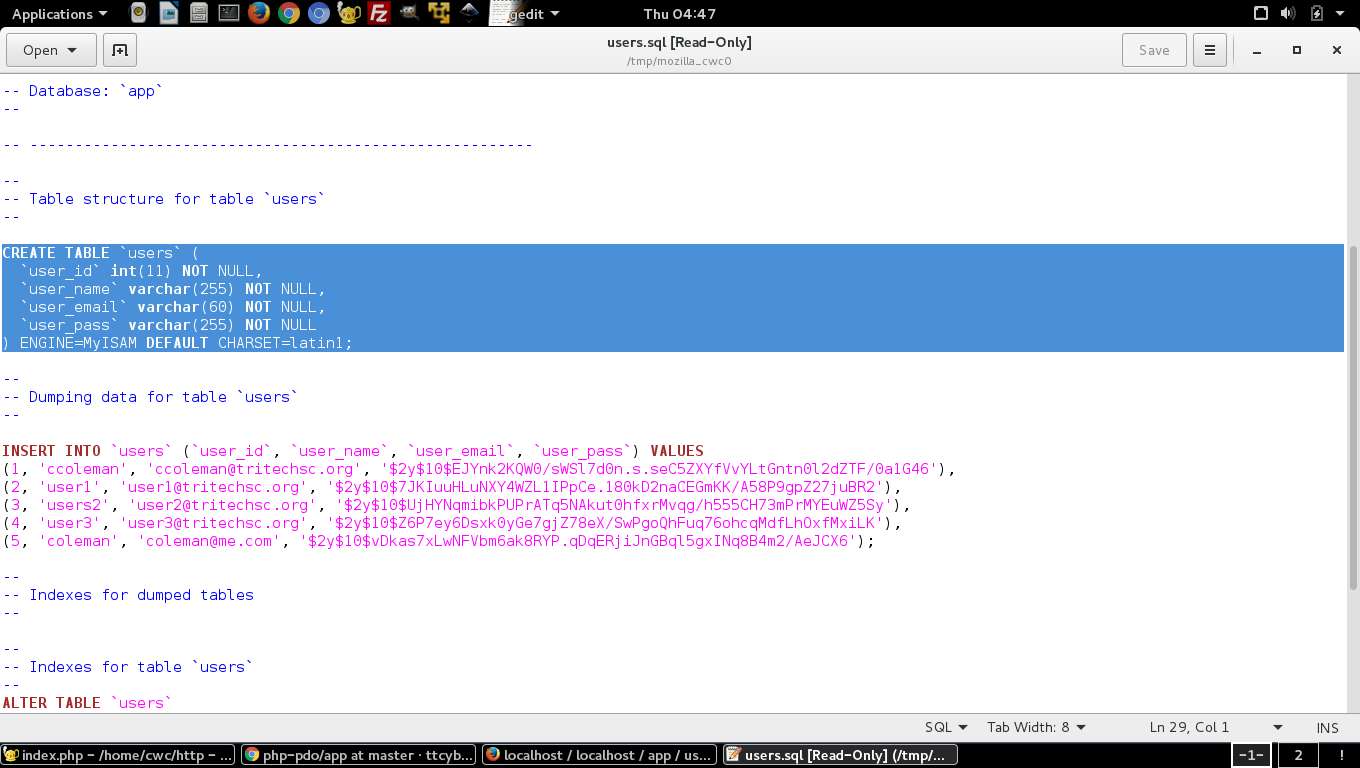 Applications
gedit
Thu 04:47
Open
users.sql [Read-Only]
/tmp/mozilla_cwc0
Save
-- Database: `app`
--
-- --------------------------------------------------------
--
-- Table structure for table `users`
--
CREATE TABLE `users` (
  `user_id` int(11) NOT NULL,
  `user_name` varchar(255) NOT NULL,
  `user_email` varchar(60) NOT NULL,
  `user_pass` varchar(255) NOT NULL
) ENGINE=MyISAM DEFAULT CHARSET=latin1;
--
-- Dumping data for table `users`
--
INSERT INTO `users` (`user_id`, `user_name`, `user_email`, `user_pass`) VALUES
(1, 'ccoleman', 'ccoleman@tritechsc.org', '$2y$10$EJYnk2KQW0/sWSl7d0n.s.seC5ZXYfVvYLtGntn0l2dZTF/0a1G46'),
(2, 'user1', 'user1@tritechsc.org', '$2y$10$7JKIuuHLuNXY4WZL1IPpCe.180kD2naCEGmKK/A58P9gpZ27juBR2'),
(3, 'users2', 'user2@tritechsc.org', '$2y$10$UjHYNqmibkPUPrATq5NAkut0hfxrMvqg/h555CH73mPrMYEuWZ5Sy'),
(4, 'user3', 'user3@tritechsc.org', '$2y$10$Z6P7ey6Dsxk0yGe7gjZ78eX/SwPgoQhFuq76ohcqMdfLhOxfMxiLK'),
(5, 'coleman', 'coleman@me.com', '$2y$10$vDkas7xLwNFVbm6ak8RYP.qDqERjiJnGBql5gxINq8B4m2/AeJCX6');
--
-- Indexes for dumped tables
--
--
-- Indexes for table `users`
--
ALTER TABLE `users`
SQL
Tab Width: 8
Ln 29, Col 1
INS
index.php - /home/cwc/http - ...
php-pdo/app at master · ttcyb...
localhost / localhost / app / us...
users.sql [Read-Only] (/tmp/...
-1-
2
!